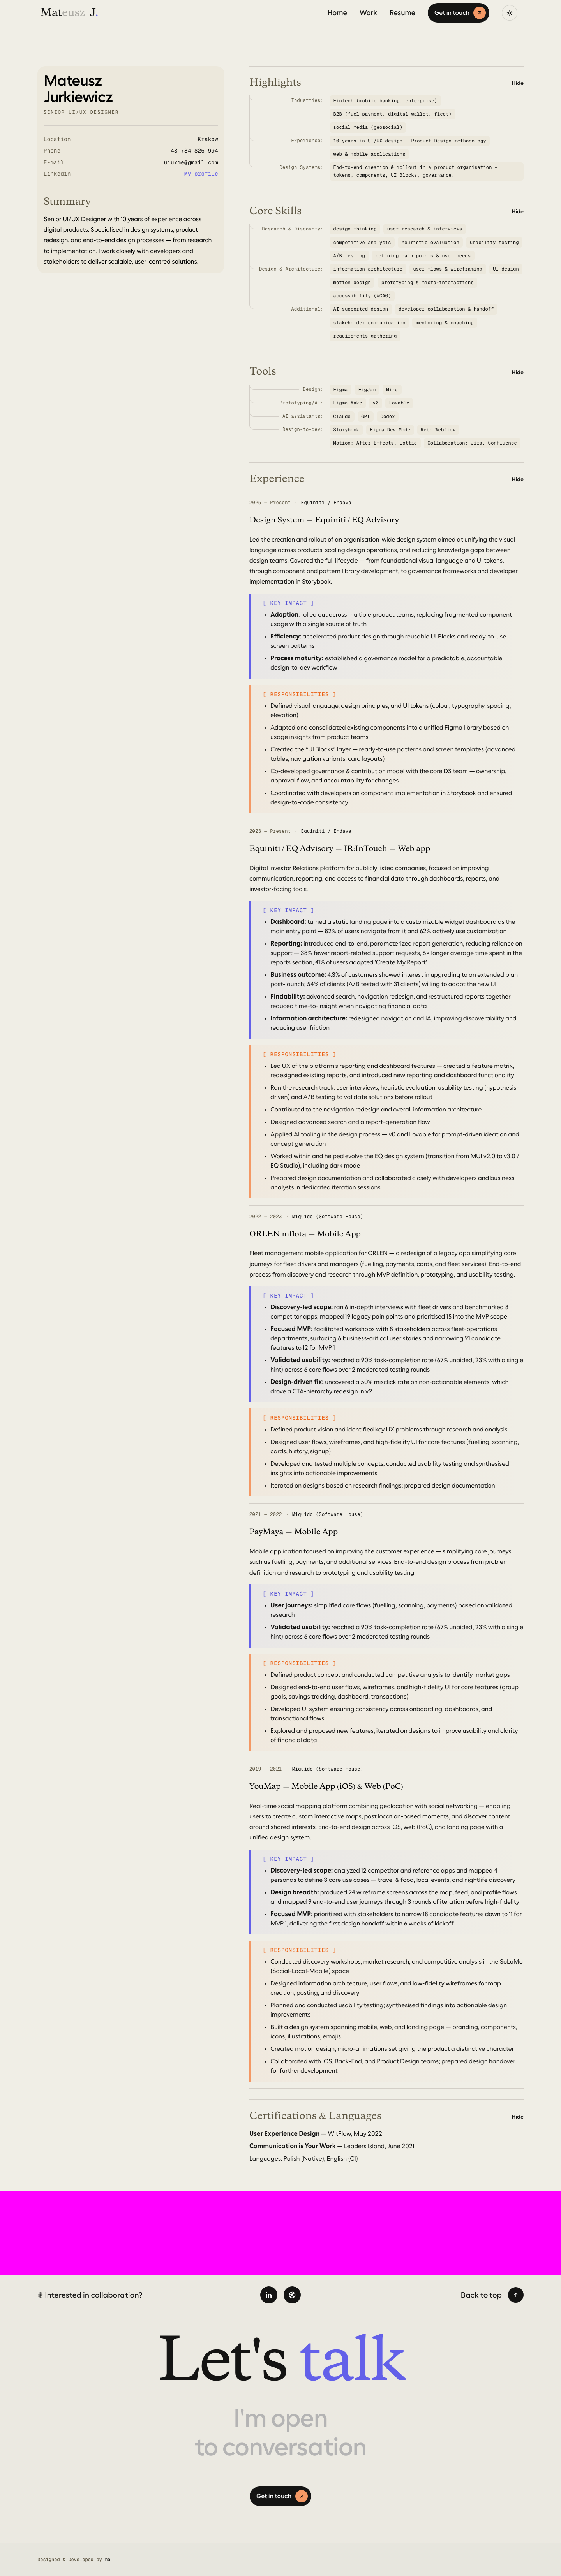 Mateusz J.
Home
Work
Resume
Get in touch
Mateusz
Jurkiewicz
SENIOR UI/UX DESIGNER
Location Krakow
Phone +48 784 826 994
E-mail uiuxme@gmail.com
Linkedin My profile
Summary
Senior UI/UX Designer with 10 years of experience across
digital products. Specialised in design systems, product
redesign, and end-to-end design processes — from research
to implementation. I work closely with developers and
stakeholders to deliver scalable, user-centred solutions.
Highlights Hide
Industries: Fintech (mobile banking, enterprise)
B2B (fuel payment, digital wallet, fleet)
social media (geosocial)
Experience: 10 years in UI/UX design — Product Design methodology
web & mobile applications
Design Systems: End-to-end creation & rollout in a product organisation —
tokens, components, UI Blocks, governance.
Core Skills Hide
Research & Discovery: design thinking user research & interviews
competitive analysis heuristic evaluation usability testing
A/B testing defining pain points & user needs
Design & Architecture: information architecture user flows & wireframing UI design
motion design prototyping & micro-interactions
accessibility (WCAG)
Additional: AI-supported design developer collaboration & handoff
stakeholder communication mentoring & coaching
requirements gathering
Tools Hide
Design: Figma FigJam Miro
Prototyping/AI: Figma Make v0 Lovable
AI assistants: Claude GPT Codex
Design-to-dev: Storybook Figma Dev Mode Web: Webflow
Motion: After Effects, Lottie Collaboration: Jira, Confluence
Experience Hide
2025 — Present · Equiniti / Endava
Design System — Equiniti / EQ Advisory
Led the creation and rollout of an organisation-wide design system aimed at unifying the visual
language across products, scaling design operations, and reducing knowledge gaps between
design teams. Covered the full lifecycle — from foundational visual language and UI tokens,
through component and pattern library development, to governance frameworks and developer
implementation in Storybook.
[ KEY IMPACT ]
• Adoption: rolled out across multiple product teams, replacing fragmented component
usage with a single source of truth
• Efficiency: accelerated product design through reusable UI Blocks and ready-to-use
screen patterns
• Process maturity: established a governance model for a predictable, accountable
design-to-dev workflow
[ RESPONSIBILITIES ]
• Defined visual language, design principles, and UI tokens (colour, typography, spacing,
elevation)
• Adapted and consolidated existing components into a unified Figma library based on
usage insights from product teams
• Created the "UI Blocks" layer — ready-to-use patterns and screen templates (advanced
tables, navigation variants, card layouts)
• Co-developed governance & contribution model with the core DS team — ownership,
approval flow, and accountability for changes
• Coordinated with developers on component implementation in Storybook and ensured
design-to-code consistency
2023 — Present · Equiniti / Endava
Equiniti / EQ Advisory — IR·InTouch — Web app
Digital Investor Relations platform for publicly listed companies, focused on improving
communication, reporting, and access to financial data through dashboards, reports, and
investor-facing tools.
[ KEY IMPACT ]
• Dashboard: turned a static landing page into a customizable widget dashboard as the
main entry point — 82% of users navigate from it and 62% actively use customization
• Reporting: introduced end-to-end, parameterized report generation, reducing reliance on
support — 38% fewer report-related support requests, 6× longer average time spent in the
reports section, 41% of users adopted 'Create My Report'
• Business outcome: 4.3% of customers showed interest in upgrading to an extended plan
post-launch; 54% of clients (A/B tested with 31 clients) willing to adopt the new UI
• Findability: advanced search, navigation redesign, and restructured reports together
reduced time-to-insight when navigating financial data
• Information architecture: redesigned navigation and IA, improving discoverability and
reducing user friction
[ RESPONSIBILITIES ]
• Led UX of the platform's reporting and dashboard features — created a feature matrix,
redesigned existing reports, and introduced new reporting and dashboard functionality
• Ran the research track: user interviews, heuristic evaluation, usability testing (hypothesis-
driven) and A/B testing to validate solutions before rollout
• Contributed to the navigation redesign and overall information architecture
• Designed advanced search and a report-generation flow
• Applied AI tooling in the design process — v0 and Lovable for prompt-driven ideation and
concept generation
• Worked within and helped evolve the EQ design system (transition from MUI v2.0 to v3.0 /
EQ Studio), including dark mode
• Prepared design documentation and collaborated closely with developers and business
analysts in dedicated iteration sessions
2022 — 2023 · Miquido (Software House)
ORLEN mflota — Mobile App
Fleet management mobile application for ORLEN — a redesign of a legacy app simplifying core
journeys for fleet drivers and managers (fuelling, payments, cards, and fleet services). End-to-end
process from discovery and research through MVP definition, prototyping, and usability testing.
[ KEY IMPACT ]
• Discovery-led scope: ran 6 in-depth interviews with fleet drivers and benchmarked 8
competitor apps; mapped 19 legacy pain points and prioritised 15 into the MVP scope
• Focused MVP: facilitated workshops with 8 stakeholders across fleet-operations
departments, surfacing 6 business-critical user stories and narrowing 21 candidate
features to 12 for MVP 1
• Validated usability: reached a 90% task-completion rate (67% unaided, 23% with a single
hint) across 6 core flows over 2 moderated testing rounds
• Design-driven fix: uncovered a 50% misclick rate on non-actionable elements, which
drove a CTA-hierarchy redesign in v2
[ RESPONSIBILITIES ]
• Defined product vision and identified key UX problems through research and analysis
• Designed user flows, wireframes, and high-fidelity UI for core features (fuelling, scanning,
cards, history, signup)
• Developed and tested multiple concepts; conducted usability testing and synthesised
insights into actionable improvements
• Iterated on designs based on research findings; prepared design documentation
2021 — 2022 · Miquido (Software House)
PayMaya — Mobile App
Mobile application focused on improving the customer experience — simplifying core journeys
such as fuelling, payments, and additional services. End-to-end design process from problem
definition and research to prototyping and usability testing.
[ KEY IMPACT ]
• User journeys: simplified core flows (fuelling, scanning, payments) based on validated
research
• Validated usability: reached a 90% task-completion rate (67% unaided, 23% with a single
hint) across 6 core flows over 2 moderated testing rounds
[ RESPONSIBILITIES ]
• Defined product concept and conducted competitive analysis to identify market gaps
• Designed end-to-end user flows, wireframes, and high-fidelity UI for core features (group
goals, savings tracking, dashboard, transactions)
• Developed UI system ensuring consistency across onboarding, dashboards, and
transactional flows
• Explored and proposed new features; iterated on designs to improve usability and clarity
of financial data
2019 — 2021 · Miquido (Software House)
YouMap — Mobile App (iOS) & Web (PoC)
Real-time social mapping platform combining geolocation with social networking — enabling
users to create custom interactive maps, post location-based moments, and discover content
around shared interests. End-to-end design across iOS, web (PoC), and landing page with a
unified design system.
[ KEY IMPACT ]
• Discovery-led scope: analyzed 12 competitor and reference apps and mapped 4
personas to define 3 core use cases — travel & food, local events, and nightlife discovery
• Design breadth: produced 24 wireframe screens across the map, feed, and profile flows
and mapped 9 end-to-end user journeys through 3 rounds of iteration before high-fidelity
• Focused MVP: prioritized with stakeholders to narrow 18 candidate features down to 11 for
MVP 1, delivering the first design handoff within 6 weeks of kickoff
[ RESPONSIBILITIES ]
• Conducted discovery workshops, market research, and competitive analysis in the SoLoMo
(Social-Local-Mobile) space
• Designed information architecture, user flows, and low-fidelity wireframes for map
creation, posting, and discovery
• Planned and conducted usability testing; synthesised findings into actionable design
improvements
• Built a design system spanning mobile, web, and landing page — branding, components,
icons, illustrations, emojis
• Created motion design, micro-animations set giving the product a distinctive character
• Collaborated with iOS, Back-End, and Product Design teams; prepared design handover
for further development
Certifications & Languages Hide
User Experience Design — WitFlow, May 2022
Communication is Your Work — Leaders Island, June 2021
Languages: Polish (Native), English (C1)
Interested in collaboration?
in
Back to top
Let's talk
I'm open
to conversation
Get in touch
Designed & Developed by me